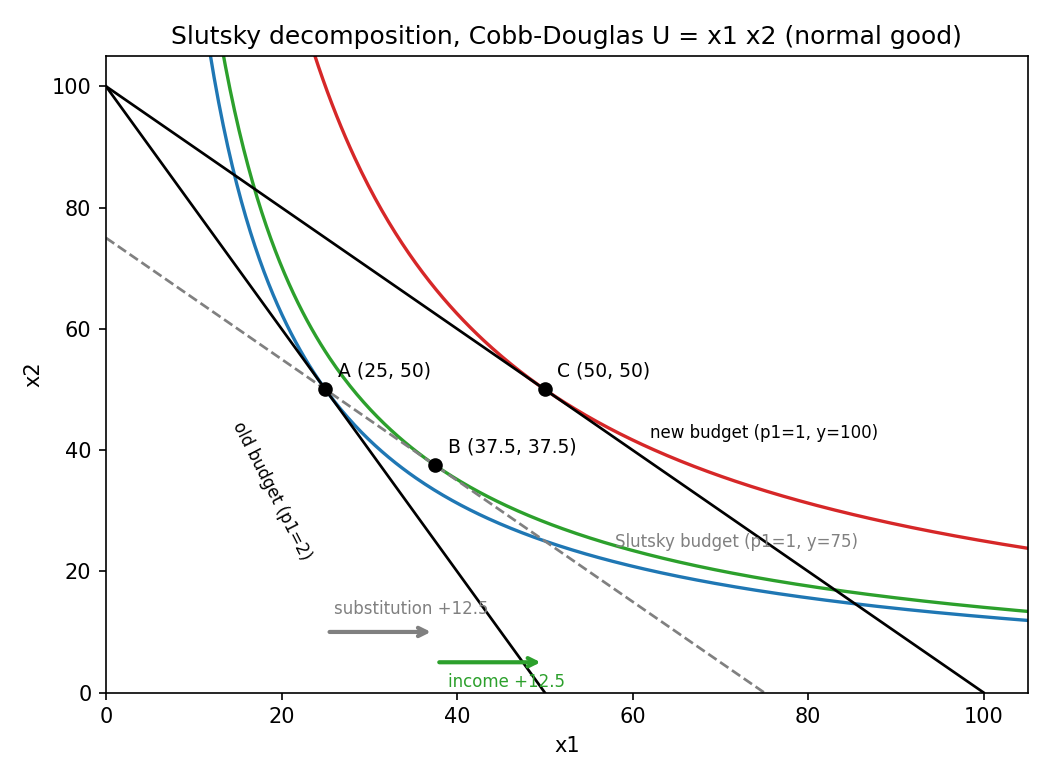 Slutsky decomposition, Cobb-Douglas U = x1 x2 (normal good)
100
80
60
40
20
0
x2
A (25, 50)
C (50, 50)
B (37.5, 37.5)
new budget (p1=1, y=100)
old budget (p1=2)
Slutsky budget (p1=1, y=75)
substitution +12.5
income +12.5
0
20
40
60
80
100
x1